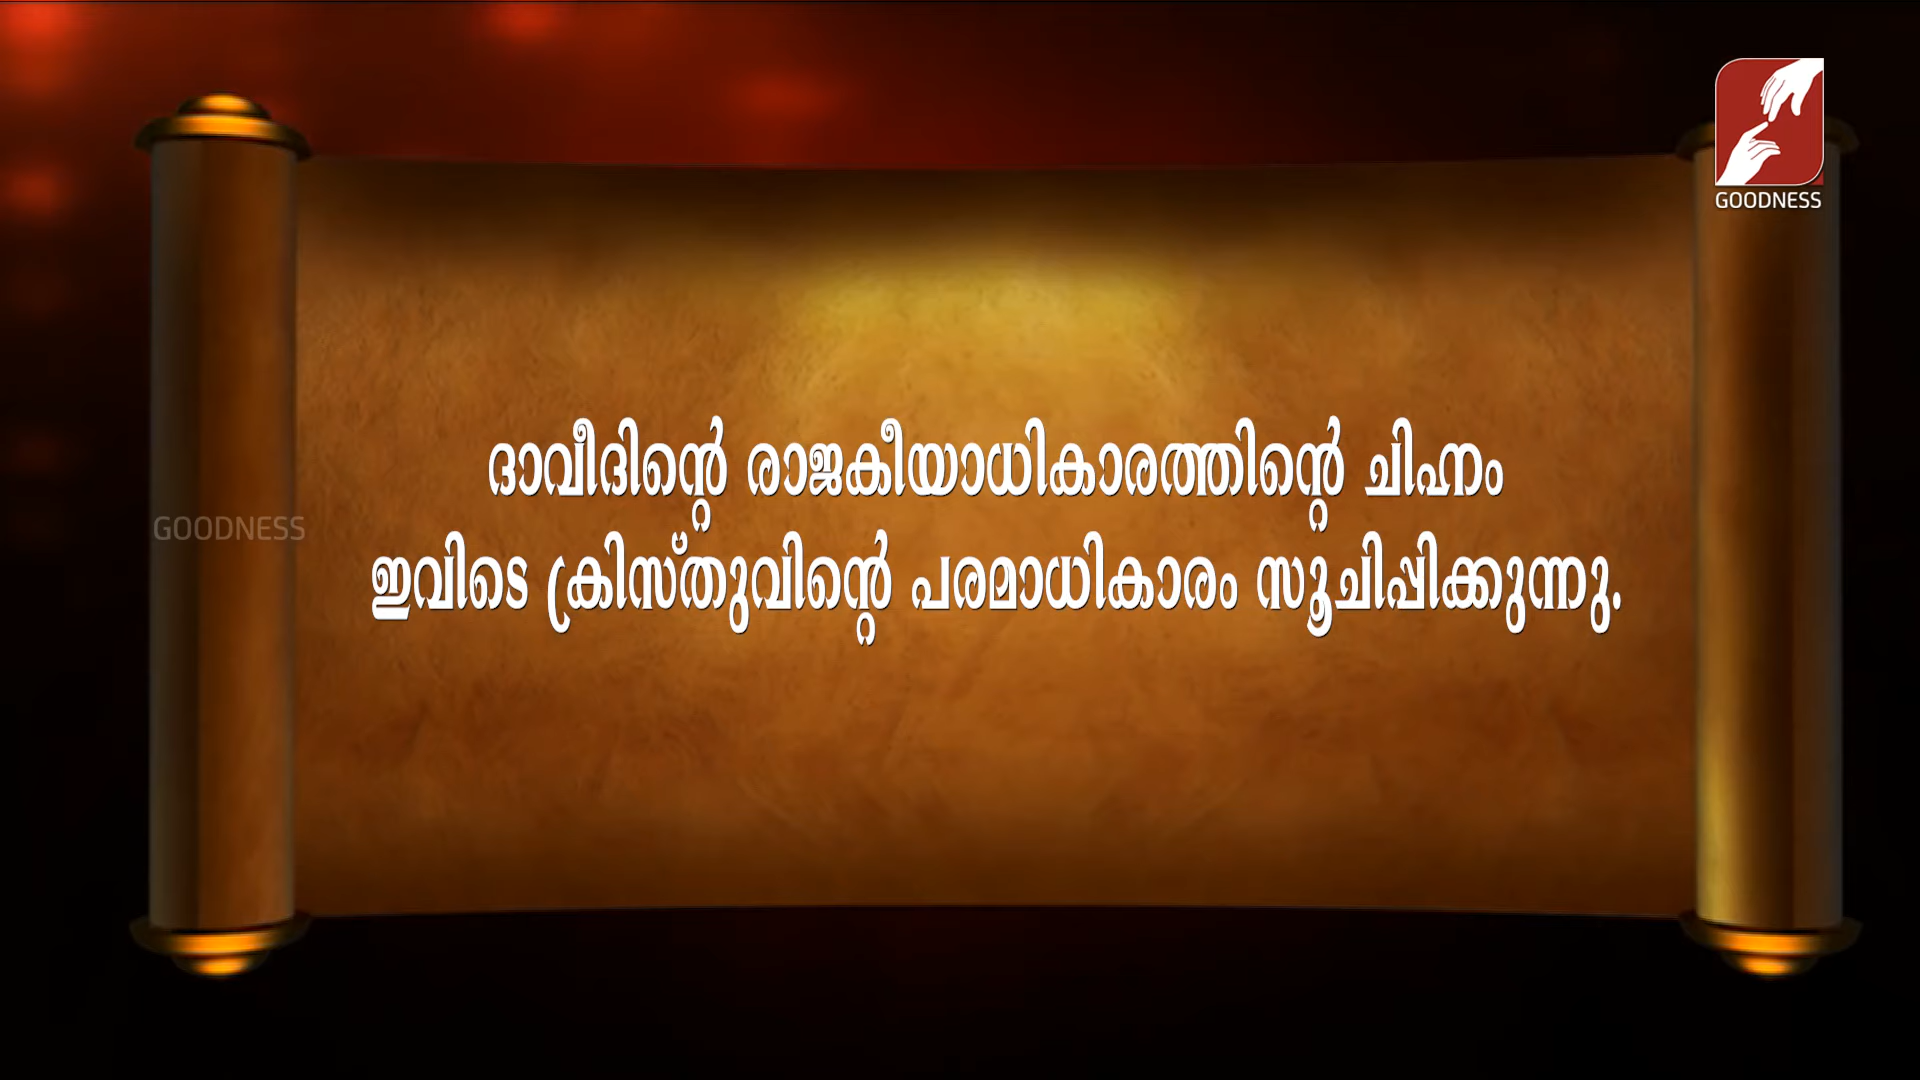 GOODNESS
ദാവീദിന്റെ രാജകീയാധികാരത്തിന്റെ ചിഹ്നം
GOODNESS
ഇവിടെ ക്രിസ്തുവിന്റെ പരമാധികാരം സൂചിപ്പിക്കുന്നു.